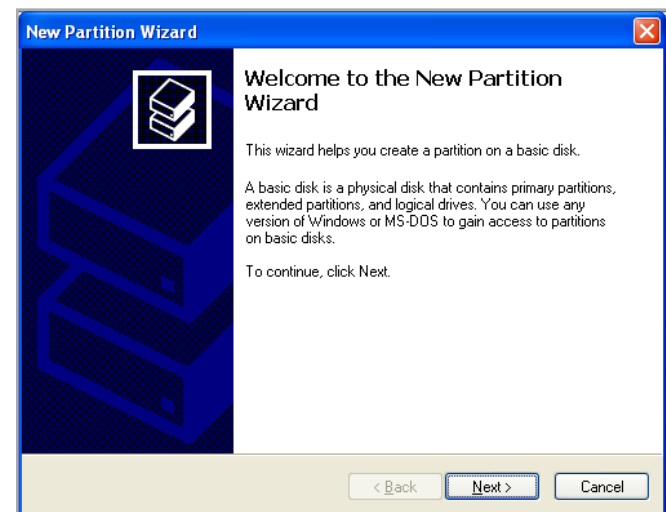 New Partition Wizard
Welcome to the New Partition
Wizard
This wizard helps you create a partition on a basic disk.
A basic disk is a physical disk that contains primary partitions,
extended partitions, and logical drives. You can use any
version of Windows or MS-DOS to gain access to partitions
on basic disks.
To continue, click Next.
< Back Next > Cancel